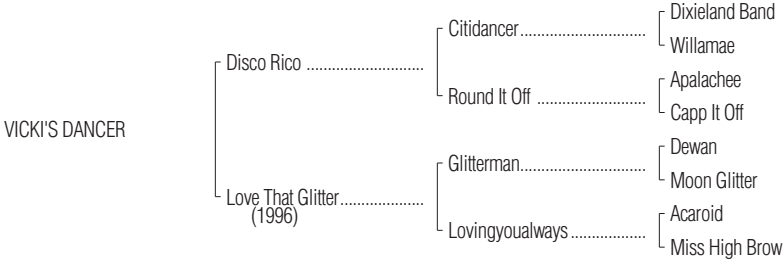 Dixieland Band
Citidancer
Willamae
Disco Rico
Apalachee
Round It Off
Capp It Off
VICKI'S DANCER
Dewan
Glitterman
Moon Glitter
Love That Glitter
(1996)
Acaroid
Lovingyoualways
Miss High Brow